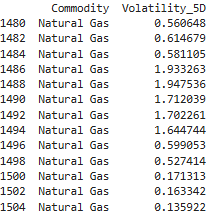 Commodity Volatility_5D
1480 Natural Gas 0.560648
1482 Natural Gas 0.614679
1484 Natural Gas 0.581105
1486 Natural Gas 1.933263
1488 Natural Gas 1.947536
1490 Natural Gas 1.712039
1492 Natural Gas 1.702261
1494 Natural Gas 1.644744
1496 Natural Gas 0.599053
1498 Natural Gas 0.527414
1500 Natural Gas 0.171313
1502 Natural Gas 0.163342
1504 Natural Gas 0.135922